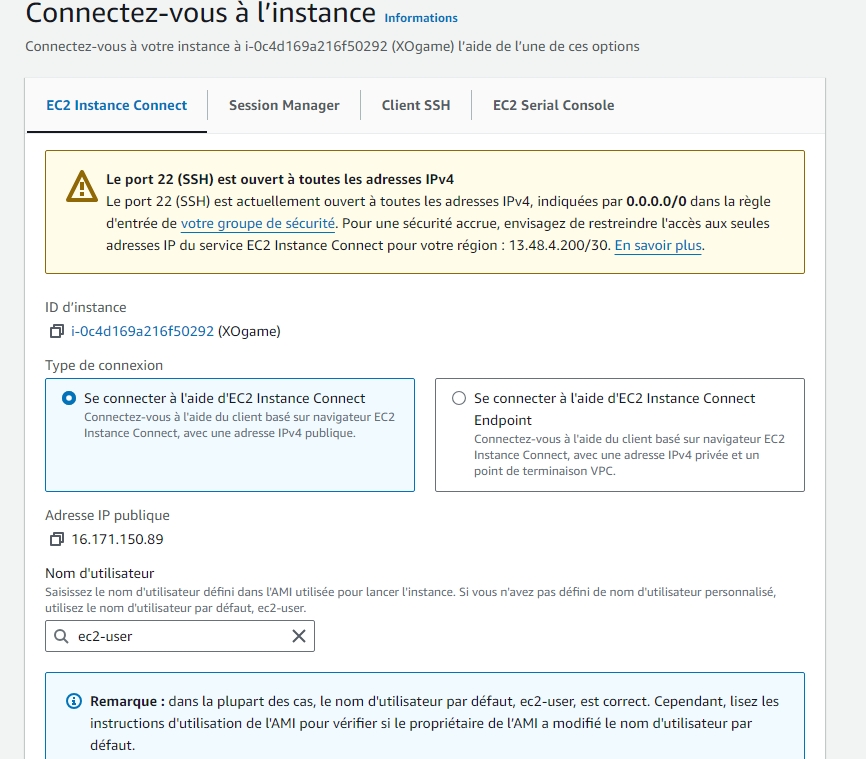 Connectez-vous à l’instance Informations
Connectez-vous à votre instance à i-0c4d169a216f50292 (XOgame) l’aide de l’une de ces options
EC2 Instance Connect
Session Manager
Client SSH
EC2 Serial Console
Le port 22 (SSH) est ouvert à toutes les adresses IPv4
Le port 22 (SSH) est actuellement ouvert à toutes les adresses IPv4, indiquées par 0.0.0.0/0 dans la règle
d'entrée de votre groupe de sécurité. Pour une sécurité accrue, envisagez de restreindre l'accès aux seules
adresses IP du service EC2 Instance Connect pour votre région : 13.48.4.200/30. En savoir plus.
ID d’instance
i-0c4d169a216f50292 (XOgame)
Type de connexion
Se connecter à l'aide d'EC2 Instance Connect
Connectez-vous à l'aide du client basé sur navigateur EC2
Instance Connect, avec une adresse IPv4 publique.
Se connecter à l'aide d'EC2 Instance Connect
Endpoint
Connectez-vous à l'aide du client basé sur navigateur EC2
Instance Connect, avec une adresse IPv4 privée et un
point de terminaison VPC.
Adresse IP publique
16.171.150.89
Nom d'utilisateur
Saisissez le nom d'utilisateur défini dans l'AMI utilisée pour lancer l'instance. Si vous n'avez pas défini de nom d'utilisateur personnalisé,
utilisez le nom d'utilisateur par défaut, ec2-user.
ec2-user
Remarque : dans la plupart des cas, le nom d'utilisateur par défaut, ec2-user, est correct. Cependant, lisez les
instructions d'utilisation de l'AMI pour vérifier si le propriétaire de l’AMI a modifié le nom d'utilisateur par
défaut.